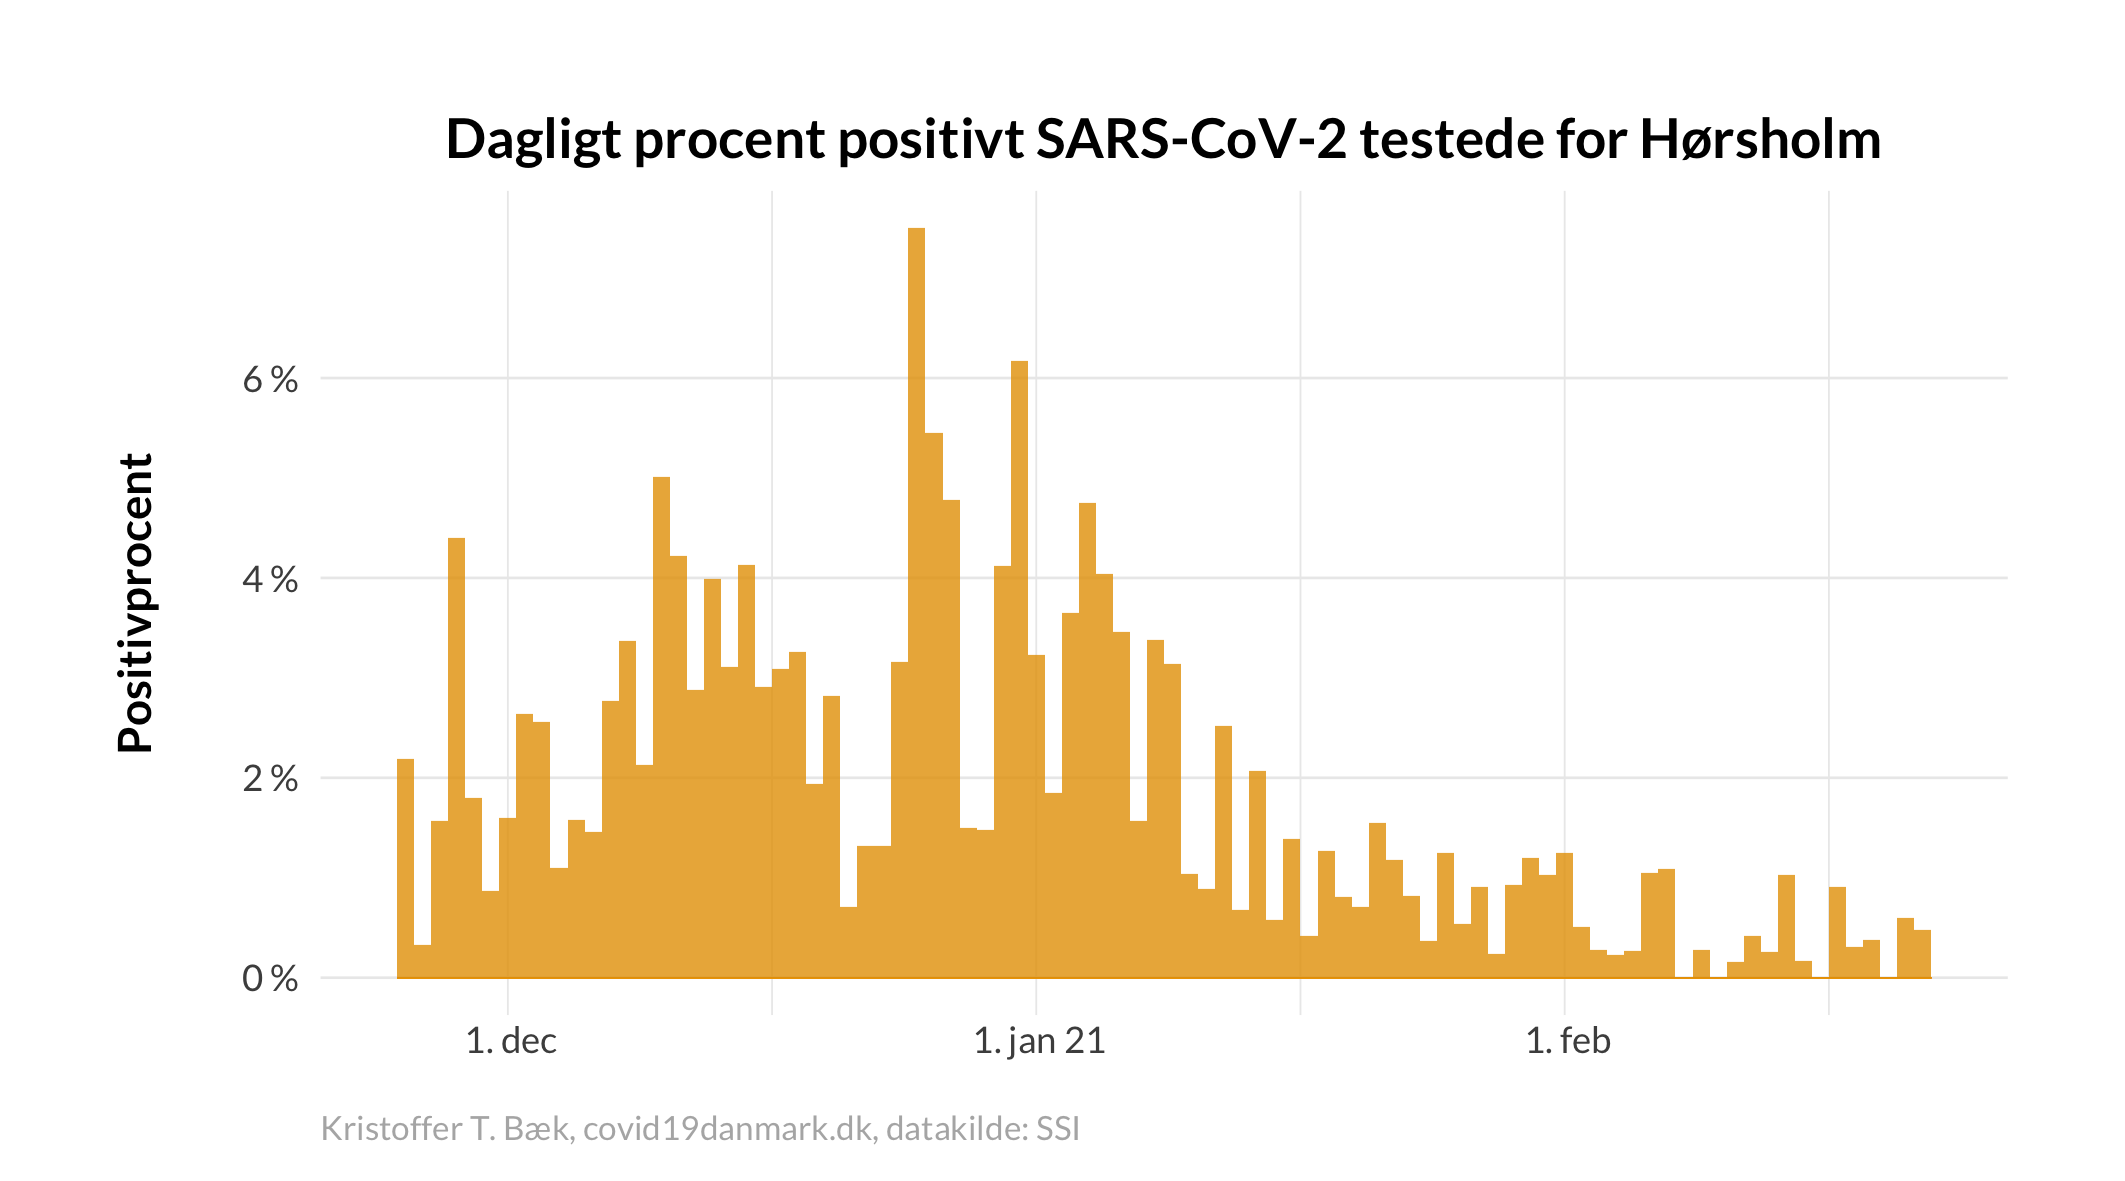 Dagligt procent positivt SARS-CoV-2 testede for Hørsholm
Positivprocent
6 %
4 %
2 %
0 %
1. dec
1. jan 21
1. feb
Kristoffer T. Bæk, covid19danmark.dk, datakilde: SSI